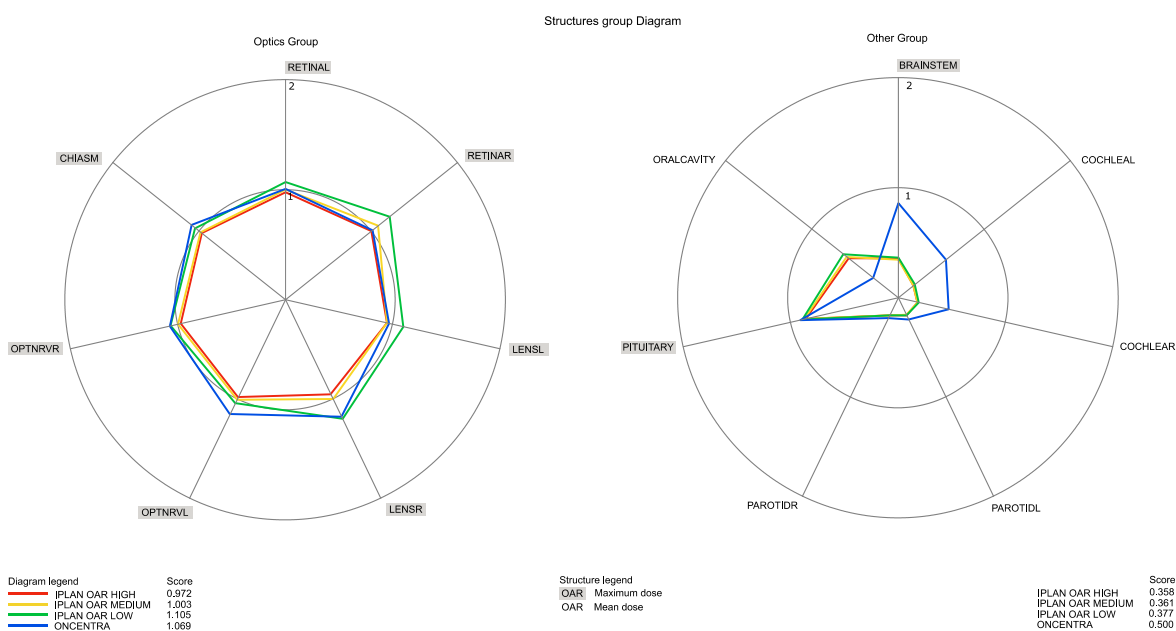 Structures group Diagram
Optics Group
Other Group
RETINAL
2
1
RETINAR
LENSL
LENSR
OPTNRVL
OPTNRVR
CHIASM
BRAINSTEM
2
1
COCHLEAL
COCHLEAR
PAROTIDL
PAROTIDR
PITUITARY
ORALCAVITY
Diagram legend Score
IPLAN OAR HIGH 0.972
IPLAN OAR MEDIUM 1.003
IPLAN OAR LOW 1.105
ONCENTRA 1.069
Structure legend
OAR Maximum dose
OAR Mean dose
Score
IPLAN OAR HIGH 0.358
IPLAN OAR MEDIUM 0.361
IPLAN OAR LOW 0.377
ONCENTRA 0.500